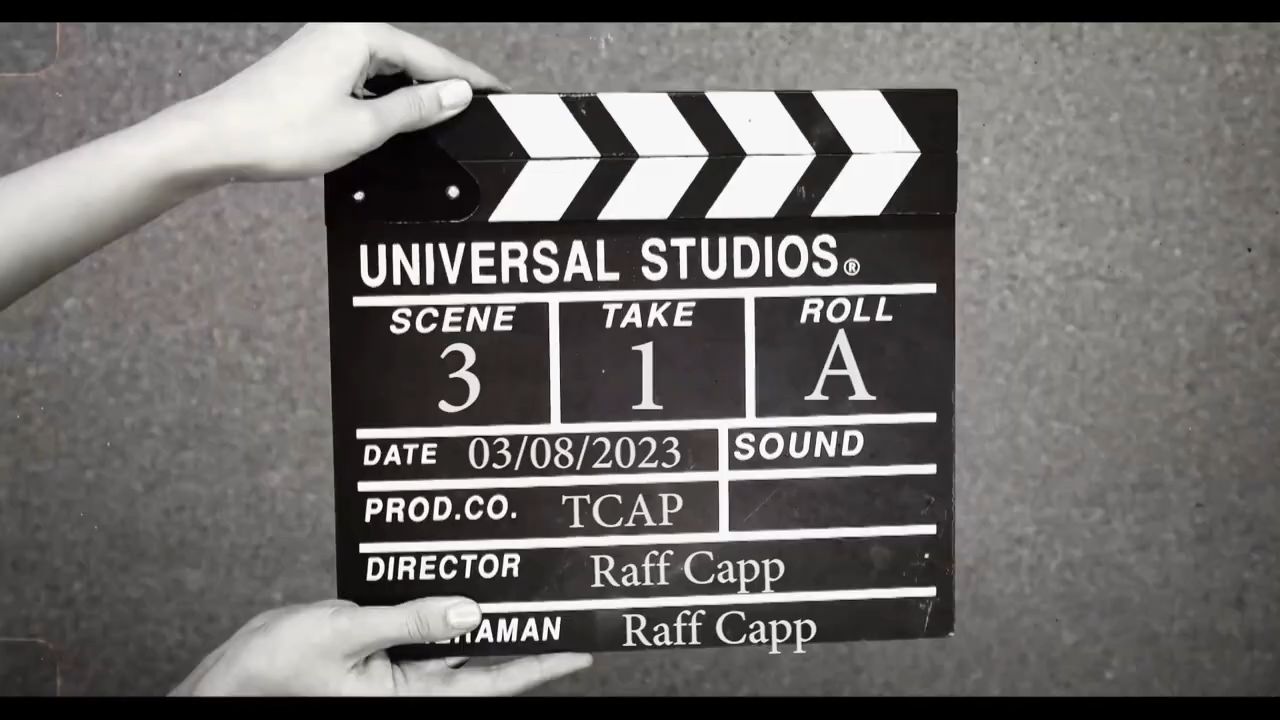 UNIVERSAL STUDIOS®
SCENE TAKE ROLL
3 1 A
DATE 03/08/2023 SOUND
PROD.CO. TCAP
DIRECTOR Raff Capp
Raff Capp